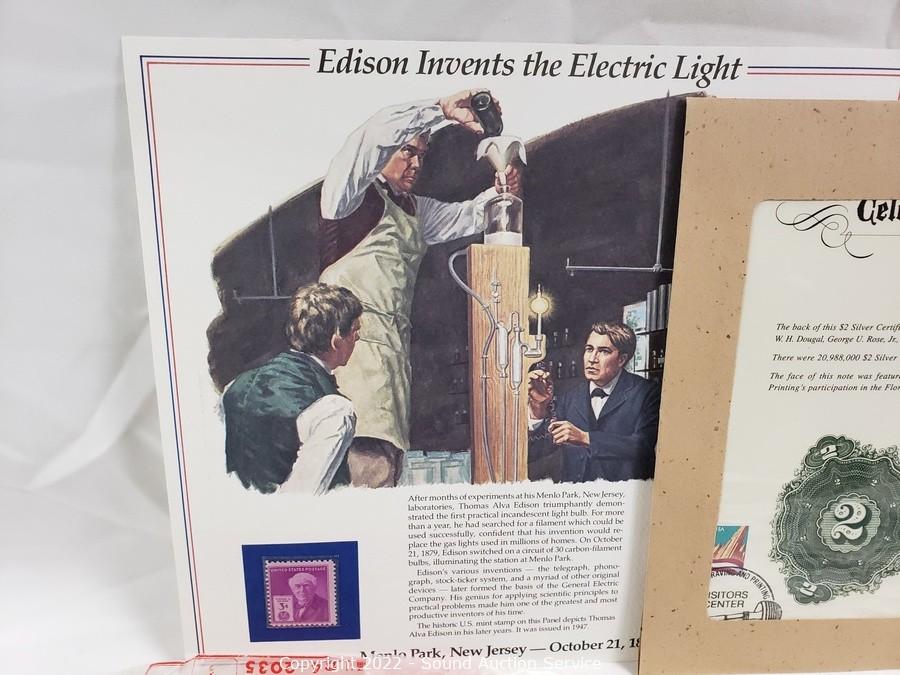 Edison Invents the Electric Light
After months of experiments at his Menlo Park, New Jersey,
laboratories, Thomas Alva Edison triumphantly demon-
strated the first practical incandescent light bulb. For more
than a year, he had searched for a filament which could be
used successfully, confident that his invention would re-
place the gas lights used in millions of homes. On October
21, 1879, Edison switched on a circuit of 30 carbon-filament
bulbs, illuminating the station at Menlo Park.
Edison's various inventions — the telegraph, phono-
graph, stock-ticker system, and a myriad of other original
devices — later formed the basis of the General Electric
Company. His genius for applying scientific principles to
practical problems made him one of the greatest and most
productive inventors of his time.
The historic U.S. mint stamp on this Panel depicts Thomas
Alva Edison in his later years. It was issued in 1947.
Menlo Park, New Jersey — October 21, 18
UNITED STATES POSTAGE
3¢
The back of this $2 Silver Certif
W. H. Dougal, George U. Rose, Jr.,
There were 20,988,000 $2 Silver
The face of this note was featur
Printing's participation in the Flor
2
2
2
USA
RAVING AND PRINTING
ISITORS
CENTER
2035
Copyright 2022 - Sound Auction Service